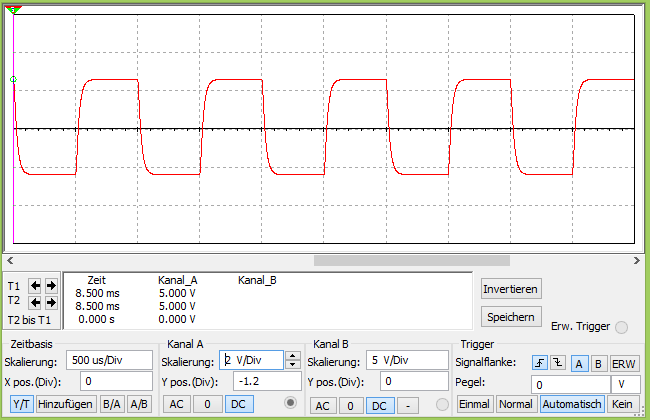 T1
T2
T2 bis T1
Zeit Kanal_A Kanal_B
8.500 ms 5.000 V
8.500 ms 5.000 V
0.000 s 0.000 V
Invertieren
Speichern
Erw. Trigger
Zeitbasis
Skalierung: 500 us/Div
X pos.(Div): 0
Y/T Hinzufügen B/A A/B
Kanal A
Skalierung: 2 V/Div
Y pos.(Div): -1.2
AC 0 DC
Kanal B
Skalierung: 5 V/Div
Y pos.(Div): 0
AC 0 DC -
Trigger
Signalflanke: A B ERW
Pegel: 0 V
Einmal Normal Automatisch Kein